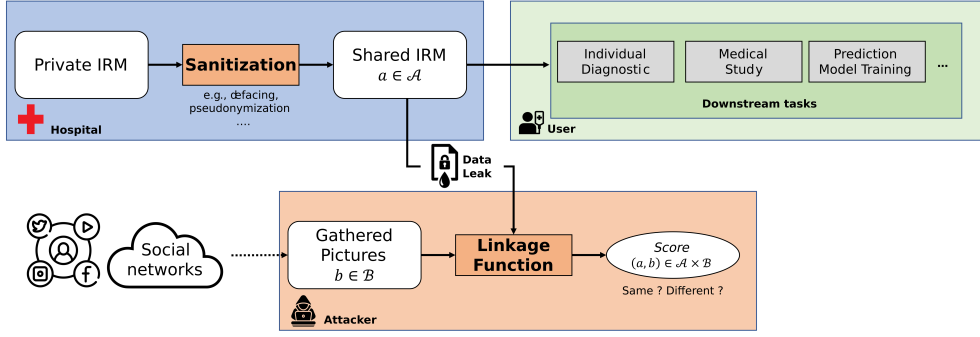 Private IRM
Sanitization
e.g., defacing,
pseudonymization
....
Shared IRM
a ∈ 𝒜
Hospital
Individual
Diagnostic
Medical
Study
Prediction
Model Training
...
Downstream tasks
User
Data
Leak
Social
networks
Gathered
Pictures
b ∈ ℬ
Linkage
Function
Score
(a, b) ∈ 𝒜 × ℬ
Same ? Different ?
Attacker